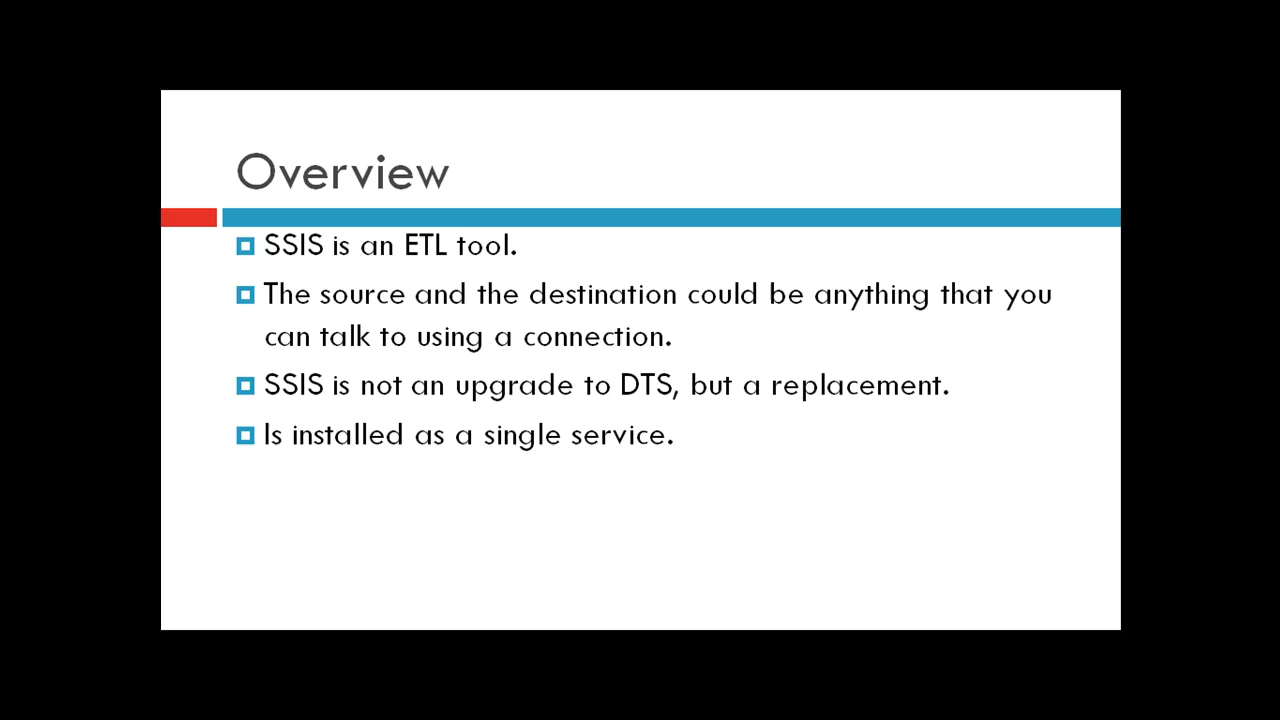 Overview
SSIS is an ETL tool.
The source and the destination could be anything that you
can talk to using a connection.
SSIS is not an upgrade to DTS, but a replacement.
Is installed as a single service.